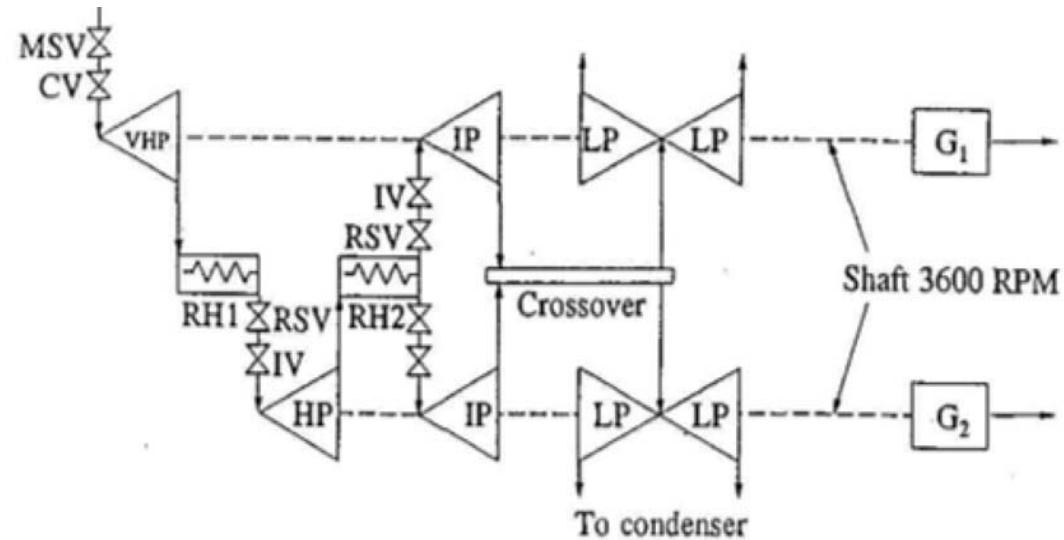 MSV
CV
VHP
IP
LP
LP
G1
IV
RSV
Shaft 3600 RPM
RH1
RSV
RH2
Crossover
IV
HP
IP
LP
LP
G2
To condenser